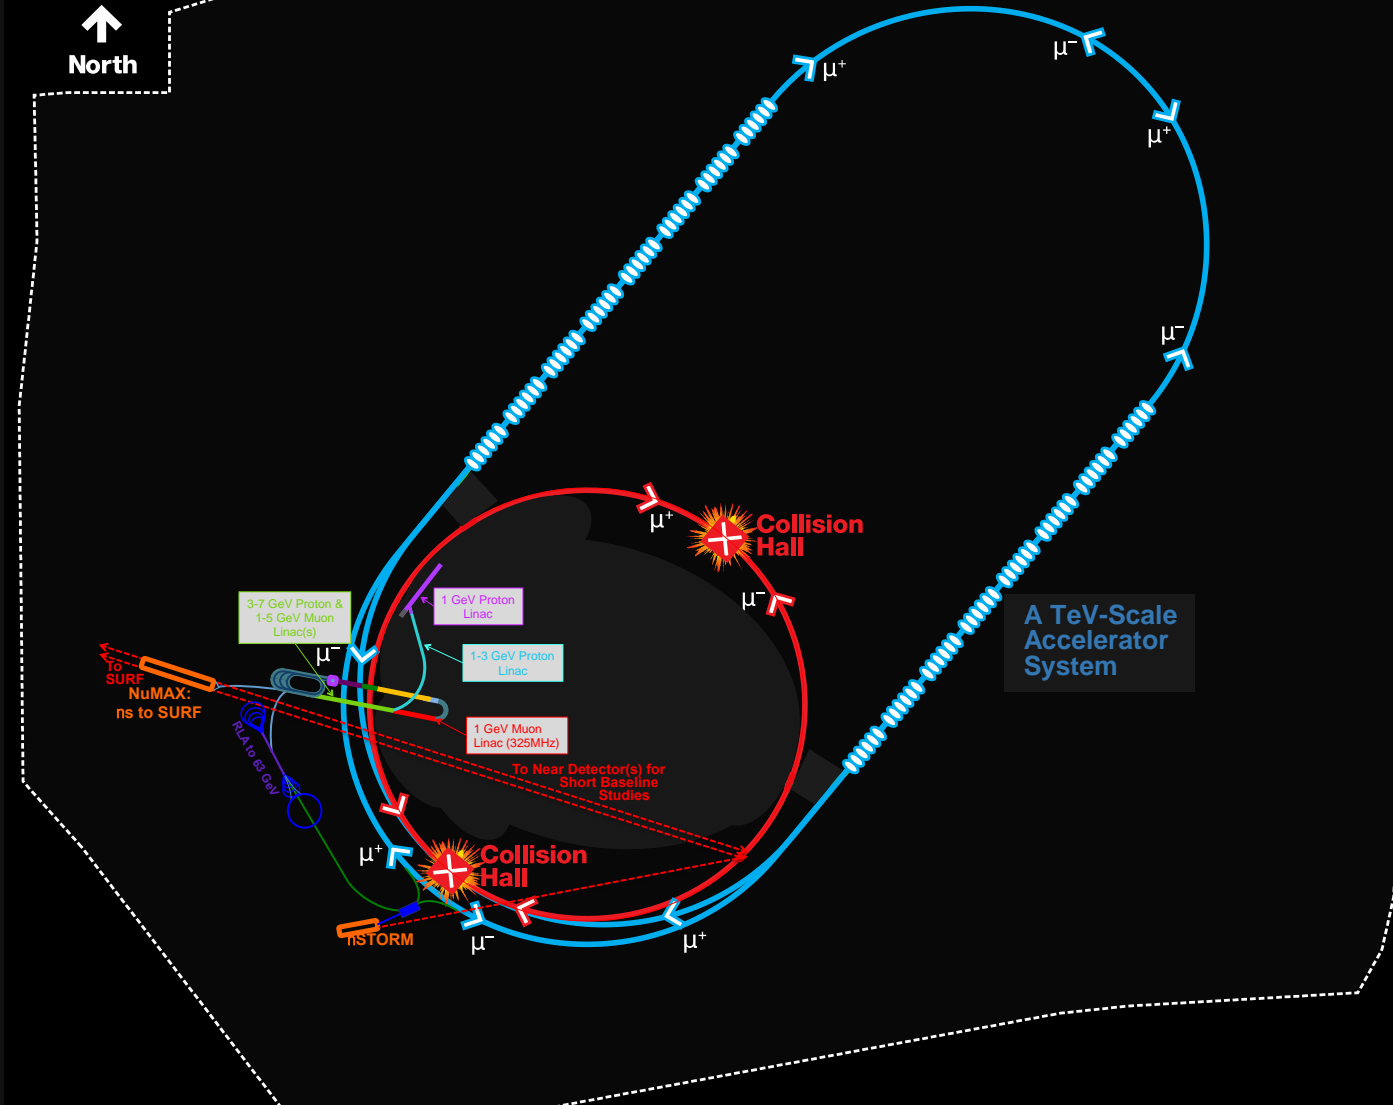 North
μ⁺
μ⁻
μ⁺
μ⁻
μ⁺
Collision
Hall
μ⁻
3-7 GeV Proton &
1-5 GeV Muon
Linac(s)
1 GeV Proton
Linac
A TeV-Scale
Accelerator
System
μ⁻
1-3 GeV Proton
Linac
To
SURF
NuMAX:
ns to SURF
1 GeV Muon
Linac (325MHz)
RLA to 63 GeV
To Near Detector(s) for
Short Baseline
Studies
μ⁺
Collision
Hall
nSTORM
μ⁻
μ⁺